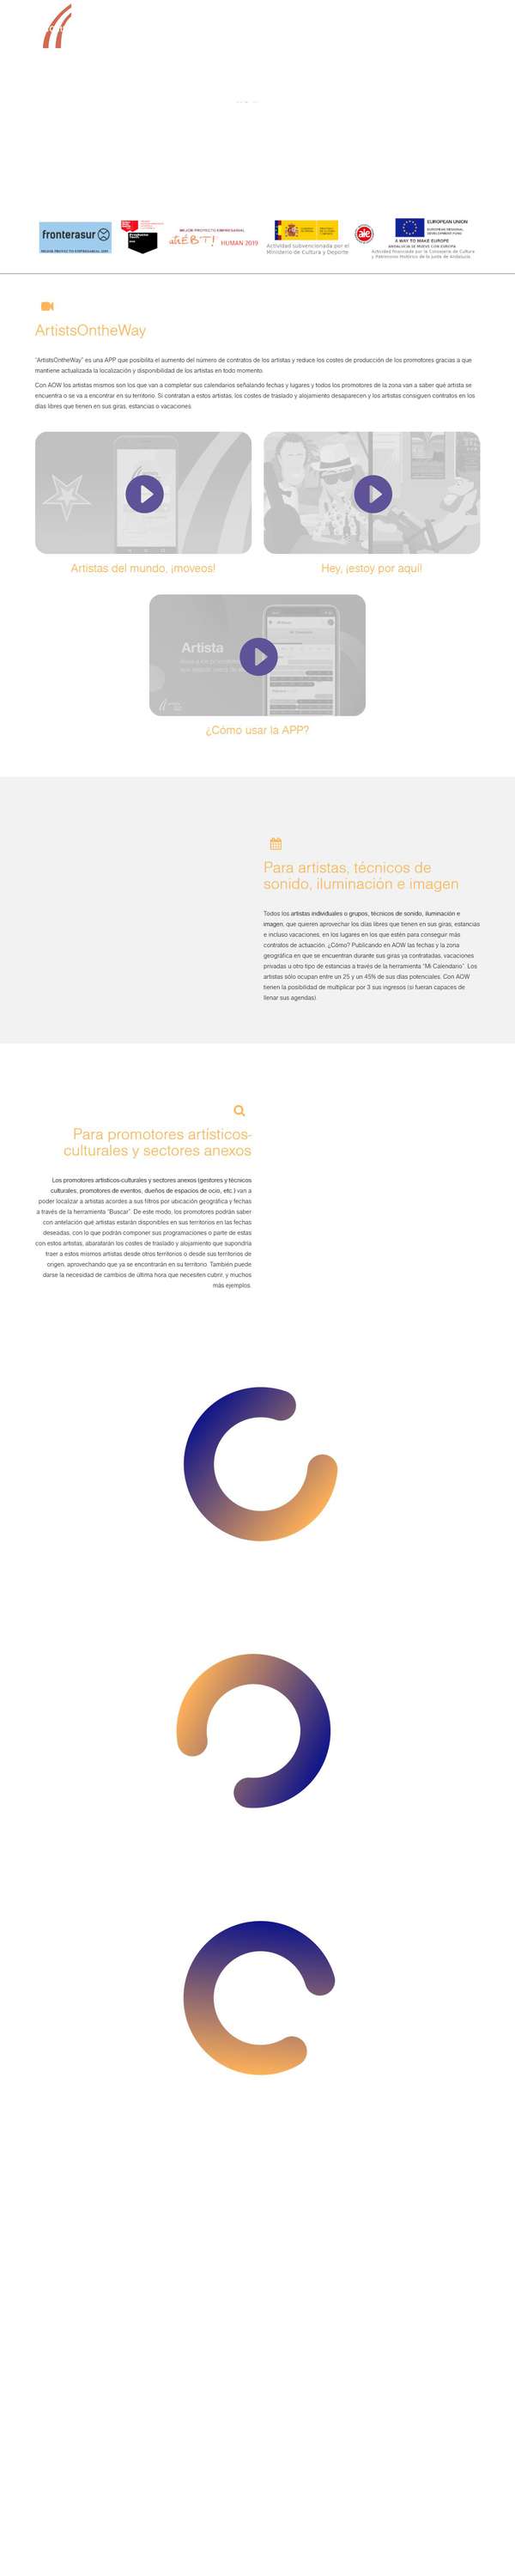 fronterasur
MEJOR PROYECTO EMPRESARIAL 2019
MEJOR PROYECTO EMPRESARIAL
atrÉBT! HUMAN 2019
Actividad subvencionada por el
Ministerio de Cultura y Deporte
aie
EUROPEAN UNION
EUROPEAN REGIONAL
DEVELOPMENT FUND
A WAY TO MAKE EUROPE
ANDALUCIA SE MUEVE CON EUROPA
Actividad financiada por la Consejería de Cultura
y Patrimonio Histórico de la Junta de Andalucía
ArtistsOntheWay
"ArtistsOntheWay" es una APP que posibilita el aumento del número de contratos de los artistas y reduce los costes de producción de los promotores gracias a que
mantiene actualizada la localización y disponibilidad de los artistas en todo momento.
Con AOW los artistas mismos son los que van a completar sus calendarios señalando fechas y lugares y todos los promotores de la zona van a saber qué artista se
encuentra o se va a encontrar en su territorio. Si contratan a estos artistas, los costes de traslado y alojamiento desaparecen y los artistas consiguen contratos en los
días libres que tienen en sus giras, estancias o vacaciones.
Artistas del mundo, ¡moveos!
Hey, ¡estoy por aquí!
Artista
¿Cómo usar la APP?
Para artistas, técnicos de
sonido, iluminación e imagen
Todos los artistas individuales o grupos, técnicos de sonido, iluminación e
imagen, que quieren aprovechar los días libres que tienen en sus giras, estancias
e incluso vacaciones, en los lugares en los que estén para conseguir más
contratos de actuación. ¿Cómo? Publicando en AOW las fechas y la zona
geográfica en que se encuentran durante sus giras ya contratadas, vacaciones
privadas u otro tipo de estancias a través de la herramienta "Mi Calendario". Los
artistas sólo ocupan entre un 25 y un 45% de sus días potenciales. Con AOW
tienen la posibilidad de multiplicar por 3 sus ingresos (si fueran capaces de
llenar sus agendas).
Para promotores artísticos-
culturales y sectores anexos
Los promotores artísticos-culturales y sectores anexos (gestores y técnicos
culturales, promotores de eventos, dueños de espacios de ocio, etc.) van a
poder localizar a artistas acordes a sus filtros por ubicación geográfica y fechas
a través de la herramienta "Buscar". De este modo, los promotores podrán saber
con antelación qué artistas estarán disponibles en sus territorios en las fechas
deseadas, con lo que podrán componer sus programaciones o parte de estas
con estos artistas, abaratarán los costes de traslado y alojamiento que supondría
traer a estos mismos artistas desde otros territorios o desde sus territorios de
origen, aprovechando que ya se encontrarán en su territorio. También puede
darse la necesidad de cambios de última hora que necesiten cubrir, y muchos
más ejemplos.